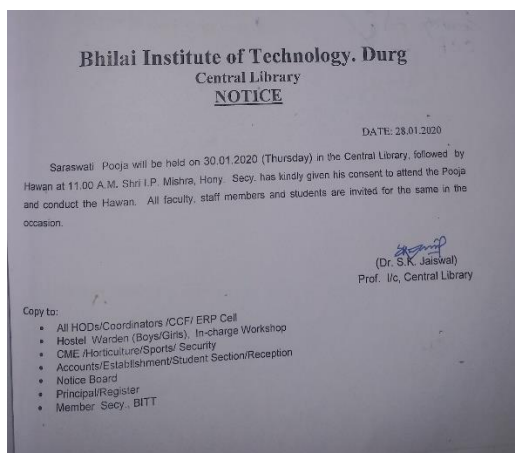 Bhilai Institute of Technology. Durg
Central Library
NOTICE
DATE: 28.01.2020
Saraswati Pooja will be held on 30.01.2020 (Thursday) in the Central Library, followed by
Hawan at 11.00 A.M. Shri I.P. Mishra, Hony. Secy. has kindly given his consent to attend the Pooja
and conduct the Hawan. All faculty, staff members and students are invited for the same in the
occasion.
(Dr. S.K. Jaiswal)
Prof. I/c, Central Library
Copy to:
• All HODs/Coordinators /CCF/ ERP Cell
• Hostel Warden (Boys/Girls), In-charge Workshop
• CME /Horticulture/Sports/ Security
• Accounts/Establishment/Student Section/Reception
• Notice Board
• Principal/Register
• Member Secy., BITT